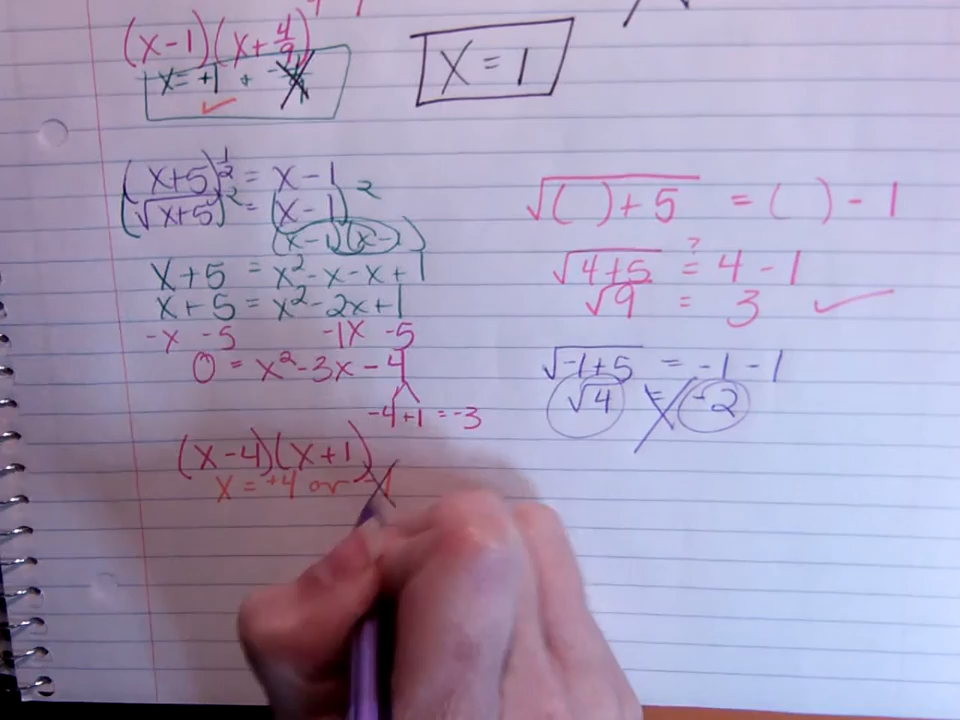 (x-1)(x+4/9)
x=+1 +
X = 1
(x+5)^1/2 = x-1
(√x+5)^2 = (x-1)^2
(x-1)(x-1)
x+5 = x^2-x-x+1
x+5 = x^2-2x+1
-x -5 -1x -5
0 = x^2-3x-4
-4+1=-3
(x-4)(x+1)
x=+4 or -1
√( )+5 = ( )-1
√4+5 ?= 4-1
√9 = 3 ✓
√-1+5 = -1-1
√4 = -2